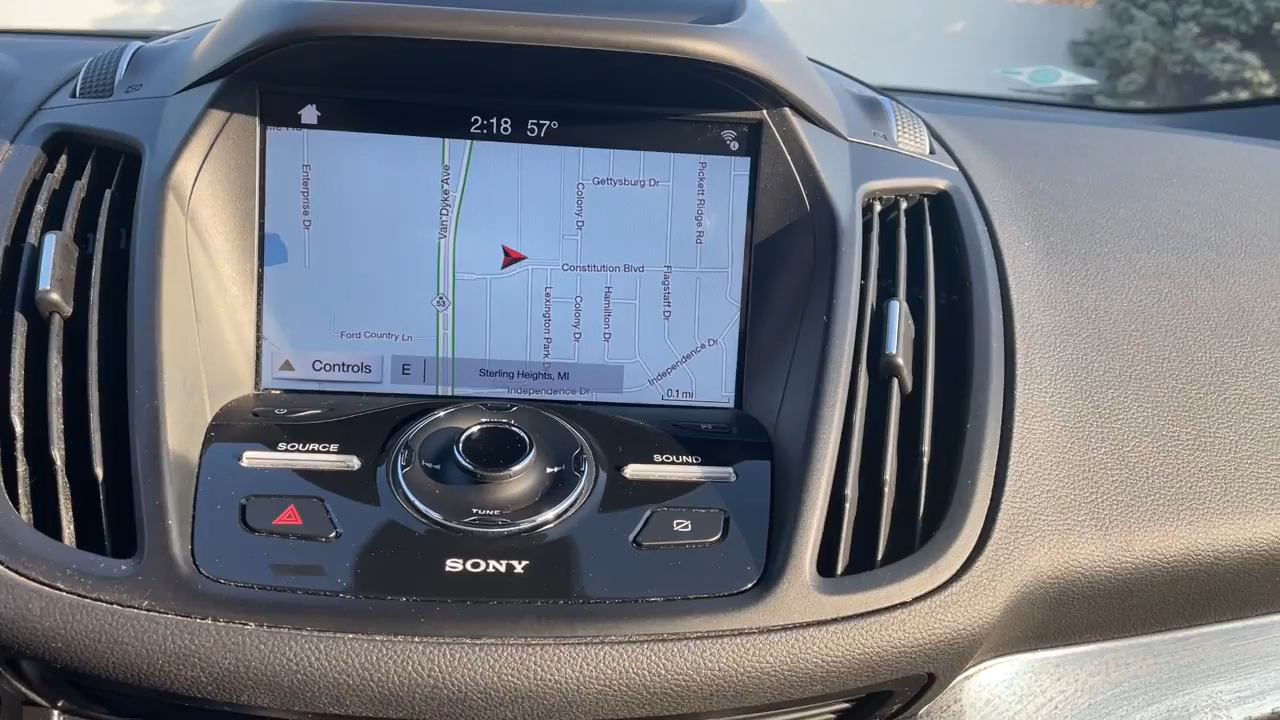 2:18 57°
Enterprise Dr
Van Dyke Ave
Colony Dr
Gettysburg Dr
Pickett Ridge Rd
Constitution Blvd
53
Lexington Park D
Colony Dr
Hamilton Dr
Flagstaff Dr
Ford Country Ln
Independence Dr
Controls
E
Sterling Heights, MI
Independence Dr
0.1 mi
SOURCE
SOUND
TUNE
SONY